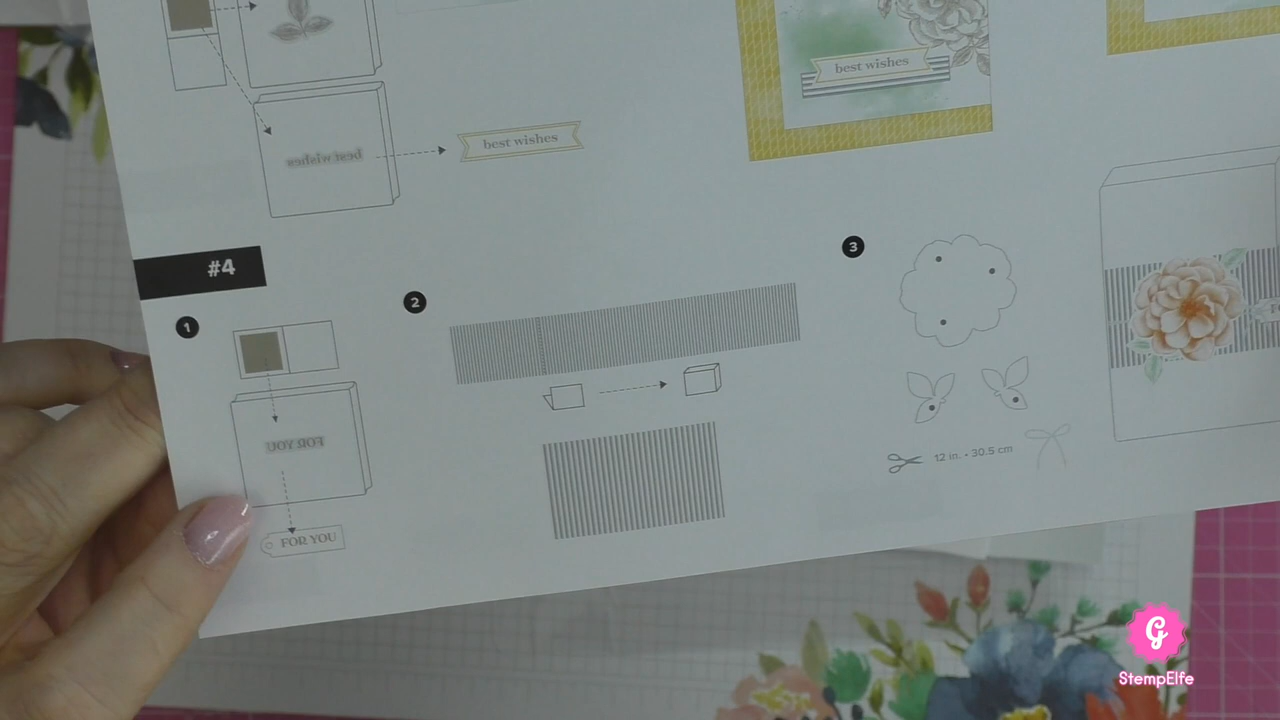 best wishes
best wishes
best wishes
#4
1
2
3
FOR YOU
FOR YOU
12 in. • 30.5 cm
G
StempElfe